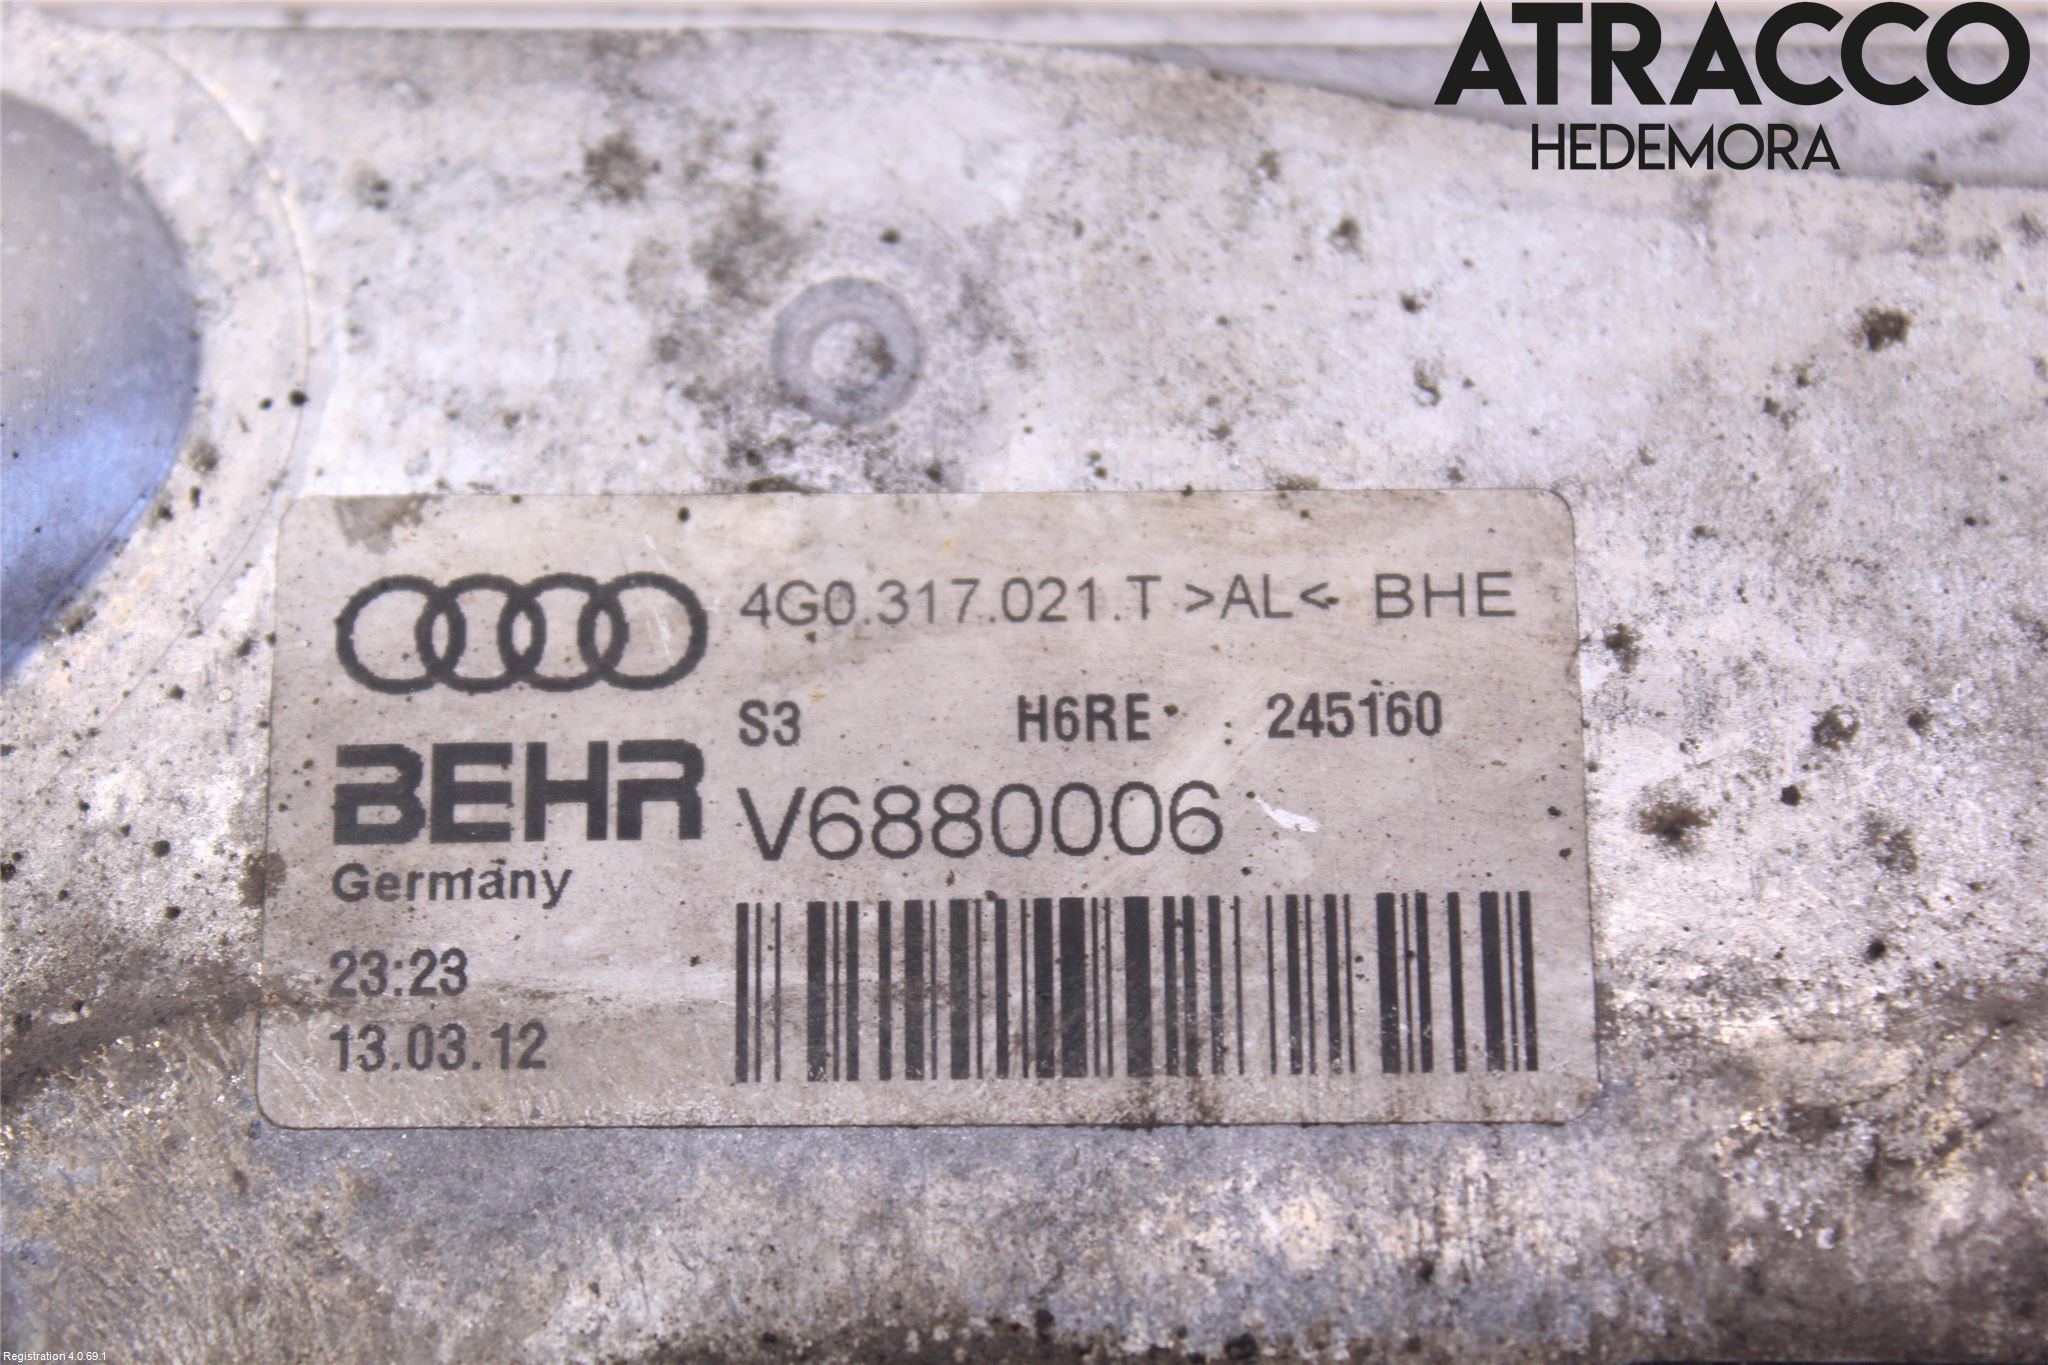 ATRACCO
HEDEMORA
4G0.317.021.T >AL< BHE
S3 H6RE 245160
BEHR
V6880006
Germany
23:23
13.03.12
Registration 4.0.69.1